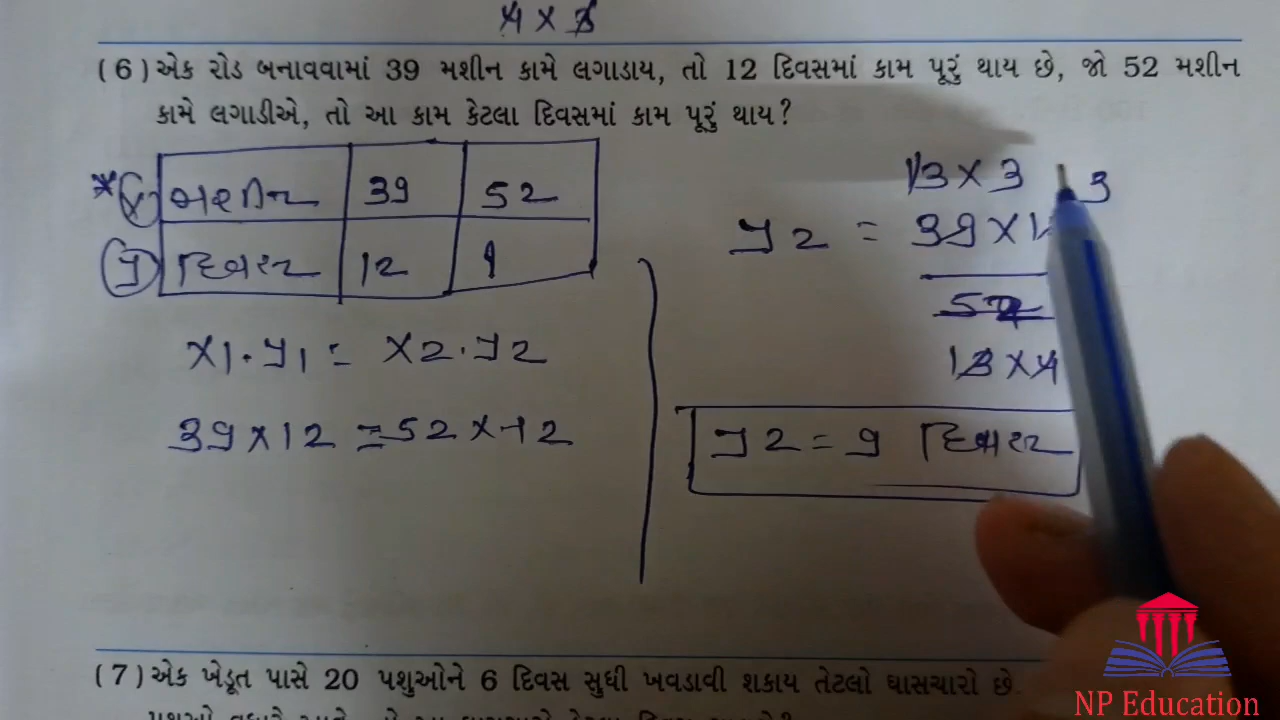 4 × 3
(6) એક રોડ બનાવવામાં 39 મશીન કામે લગાડાય, તો 12 દિવસમાં કામ પૂરું થાય છે, જો 52 મશીન
કામે લગાડીએ, તો આ કામ કેટલા દિવસમાં કામ પૂરું થાય?
* x મશીન 39 52
y દિવસ 12 ?
x1 . y1 = x2 . y2
39 × 12 = 52 × y2
13 × 3 3
y2 = 39 × 12
52
13 × 4
y2 = 9 દિવસ
(7) એક ખેડૂત પાસે 20 પશુઓને 6 દિવસ સુધી ખવડાવી શકાય તેટલો ઘાસચારો છે.
NP Education